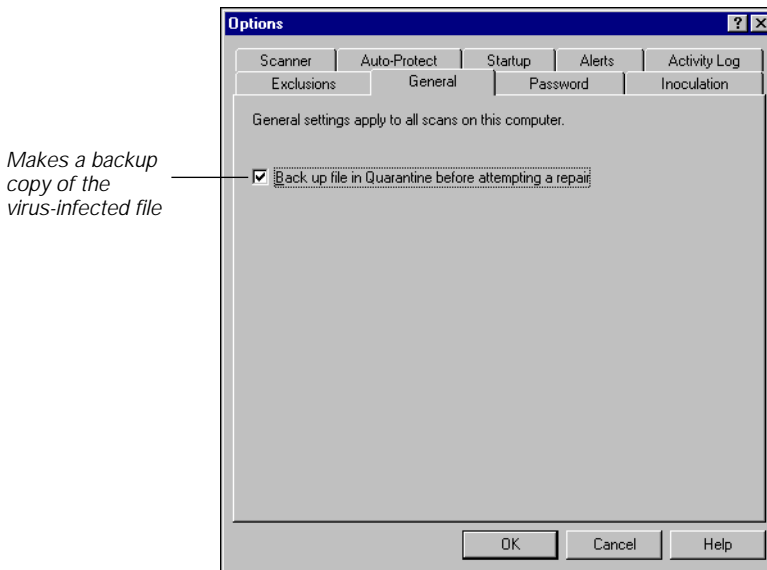 Options
Scanner
Auto-Protect
Startup
Alerts
Activity Log
Exclusions
General
Password
Inoculation
General settings apply to all scans on this computer.
Makes a backup
copy of the
virus-infected file
Back up file in Quarantine before attempting a repair
OK
Cancel
Help